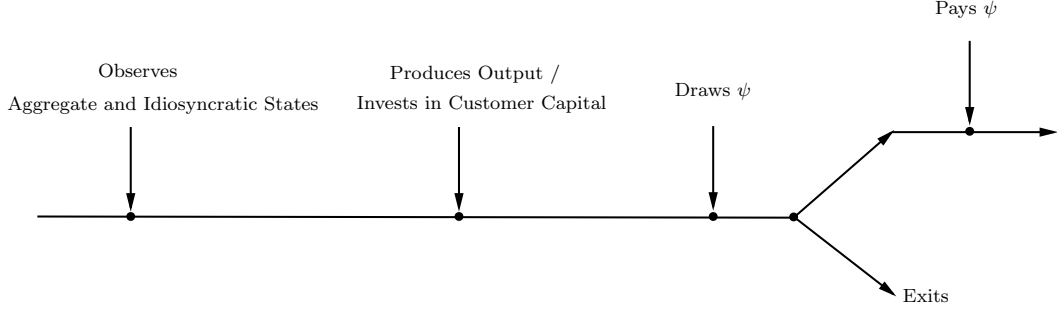 Observes
Aggregate and Idiosyncratic States
Produces Output /
Invests in Customer Capital
Draws ψ
Pays ψ
Exits